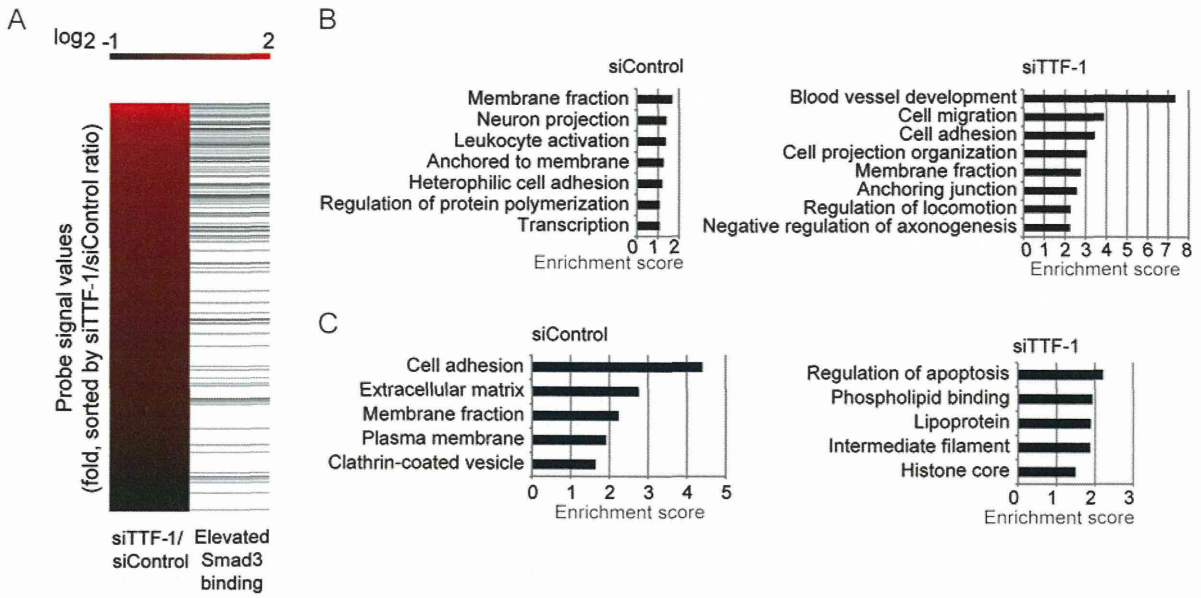 A
log2 -1 2
Probe signal values
(fold, sorted by siTTF-1/siControl ratio)
siTTF-1/
siControl
Elevated
Smad3
binding
B
siControl
Membrane fraction
Neuron projection
Leukocyte activation
Anchored to membrane
Heterophilic cell adhesion
Regulation of protein polymerization
Transcription
0 1 2
Enrichment score
siTTF-1
Blood vessel development
Cell migration
Cell adhesion
Cell projection organization
Membrane fraction
Anchoring junction
Regulation of locomotion
Negative regulation of axonogenesis
0 1 2 3 4 5 6 7 8
Enrichment score
C
siControl
Cell adhesion
Extracellular matrix
Membrane fraction
Plasma membrane
Clathrin-coated vesicle
0 1 2 3 4 5
Enrichment score
siTTF-1
Regulation of apoptosis
Phospholipid binding
Lipoprotein
Intermediate filament
Histone core
0 1 2 3
Enrichment score